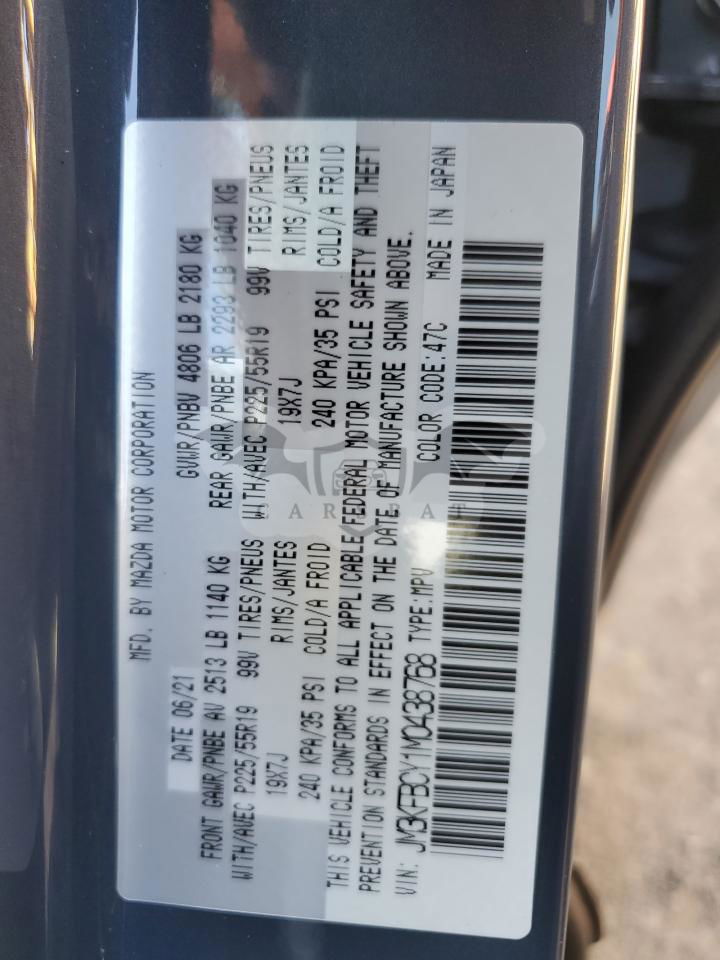 MFD. BY MAZDA MOTOR CORPORATION
DATE 06/21 GVWR/PNBV 4806 LB 2180 KG
FRONT GAWR/PNBE AV 2513 LB 1140 KG REAR GAWR/PNBE AR 2293 LB 1040 KG
WITH/AVEC P225/55R19 99V TIRES/PNEUS WITH/AVEC P225/55R19 99V TIRES/PNEUS
19X7J RIMS/JANTES 19X7J RIMS/JANTES
240 KPA/35 PSI COLD/A FROID 240 KPA/35 PSI COLD/A FROID
THIS VEHICLE CONFORMS TO ALL APPLICABLE FEDERAL MOTOR VEHICLE SAFETY AND THEFT
PREVENTION STANDARDS IN EFFECT ON THE DATE OF MANUFACTURE SHOWN ABOVE.
VIN: JM3KFBCY1M0438768 TYPE:MPV COLOR CODE:47C MADE IN JAPAN
CARSBAT